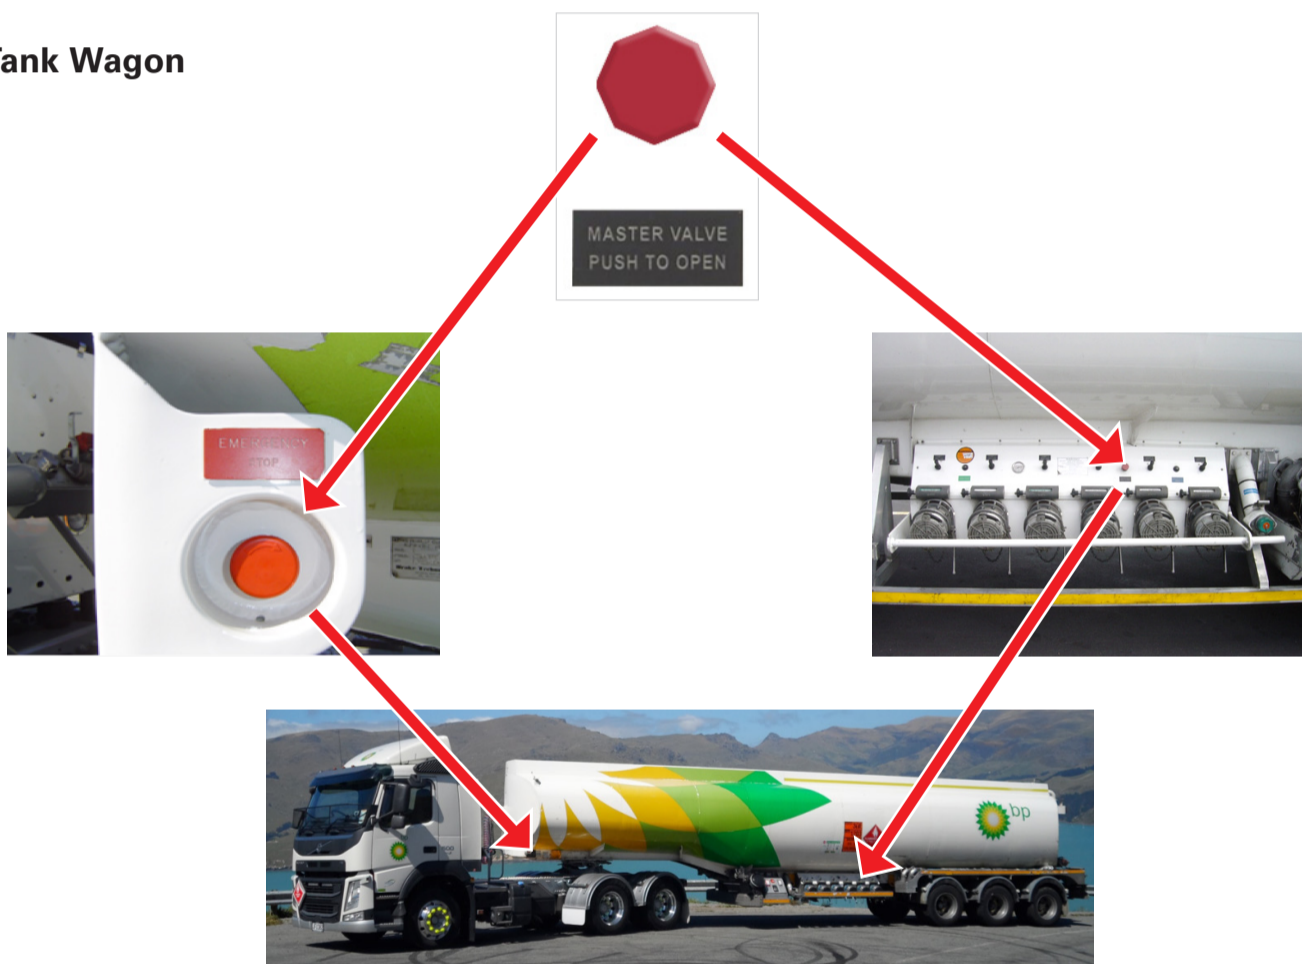 Tank Wagon
MASTER VALVE
PUSH TO OPEN
EMERGENCY
STOP
bp